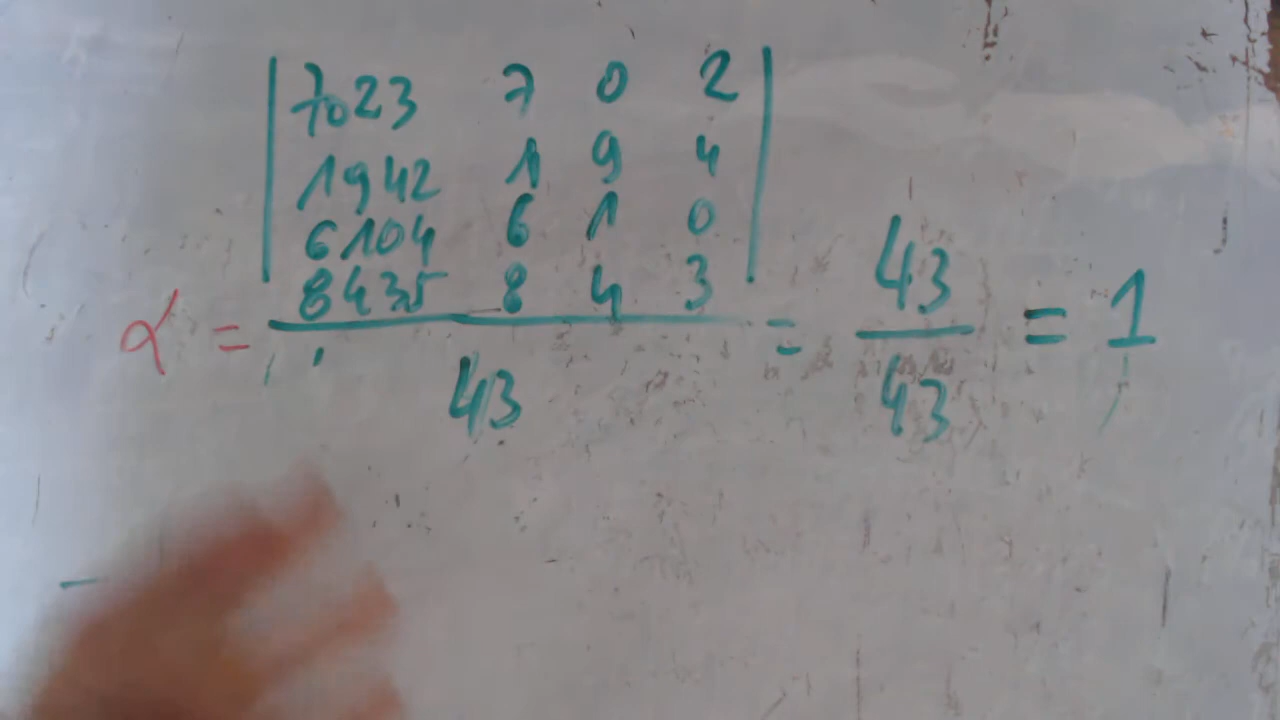 7023 7 0 2
1942 1 9 4
6104 6 1 0
8435 8 4 3
α = 43 = 43 = 1
43